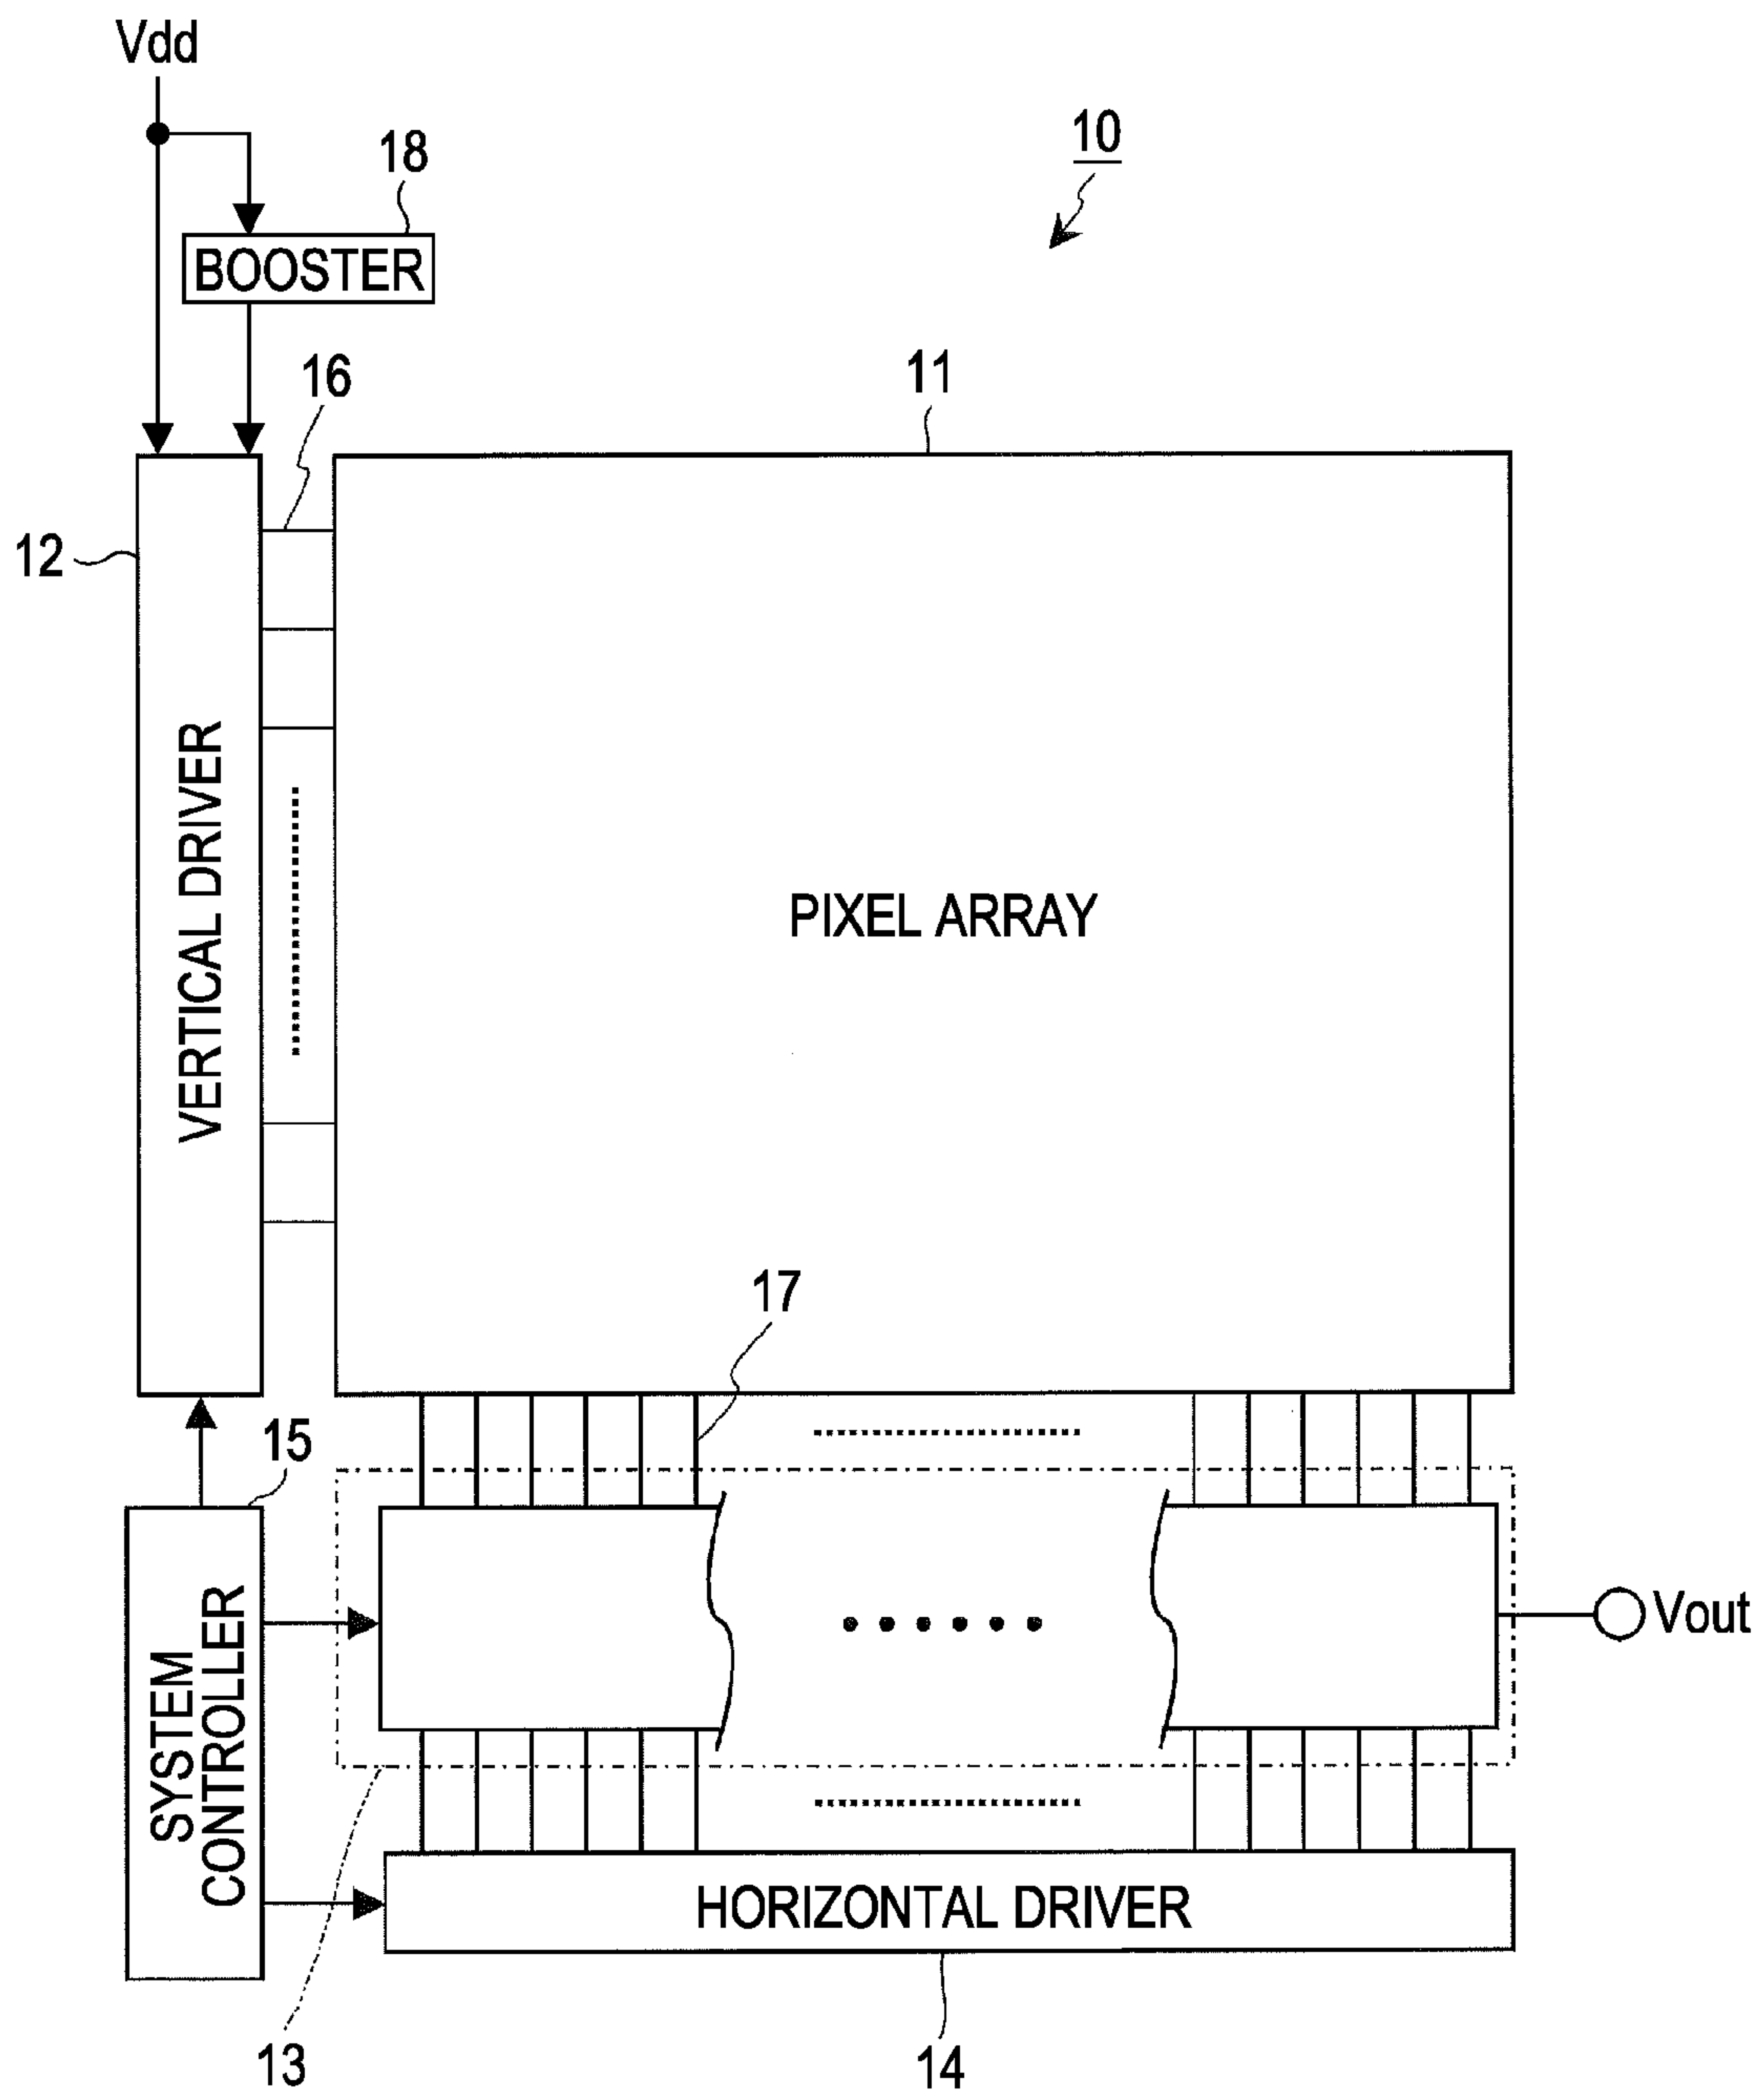 Vdd
10
18
BOOSTER
16
11
12
VERTICAL DRIVER
PIXEL ARRAY
17
15
SYSTEM
CONTROLLER
Vout
HORIZONTAL DRIVER
13
14